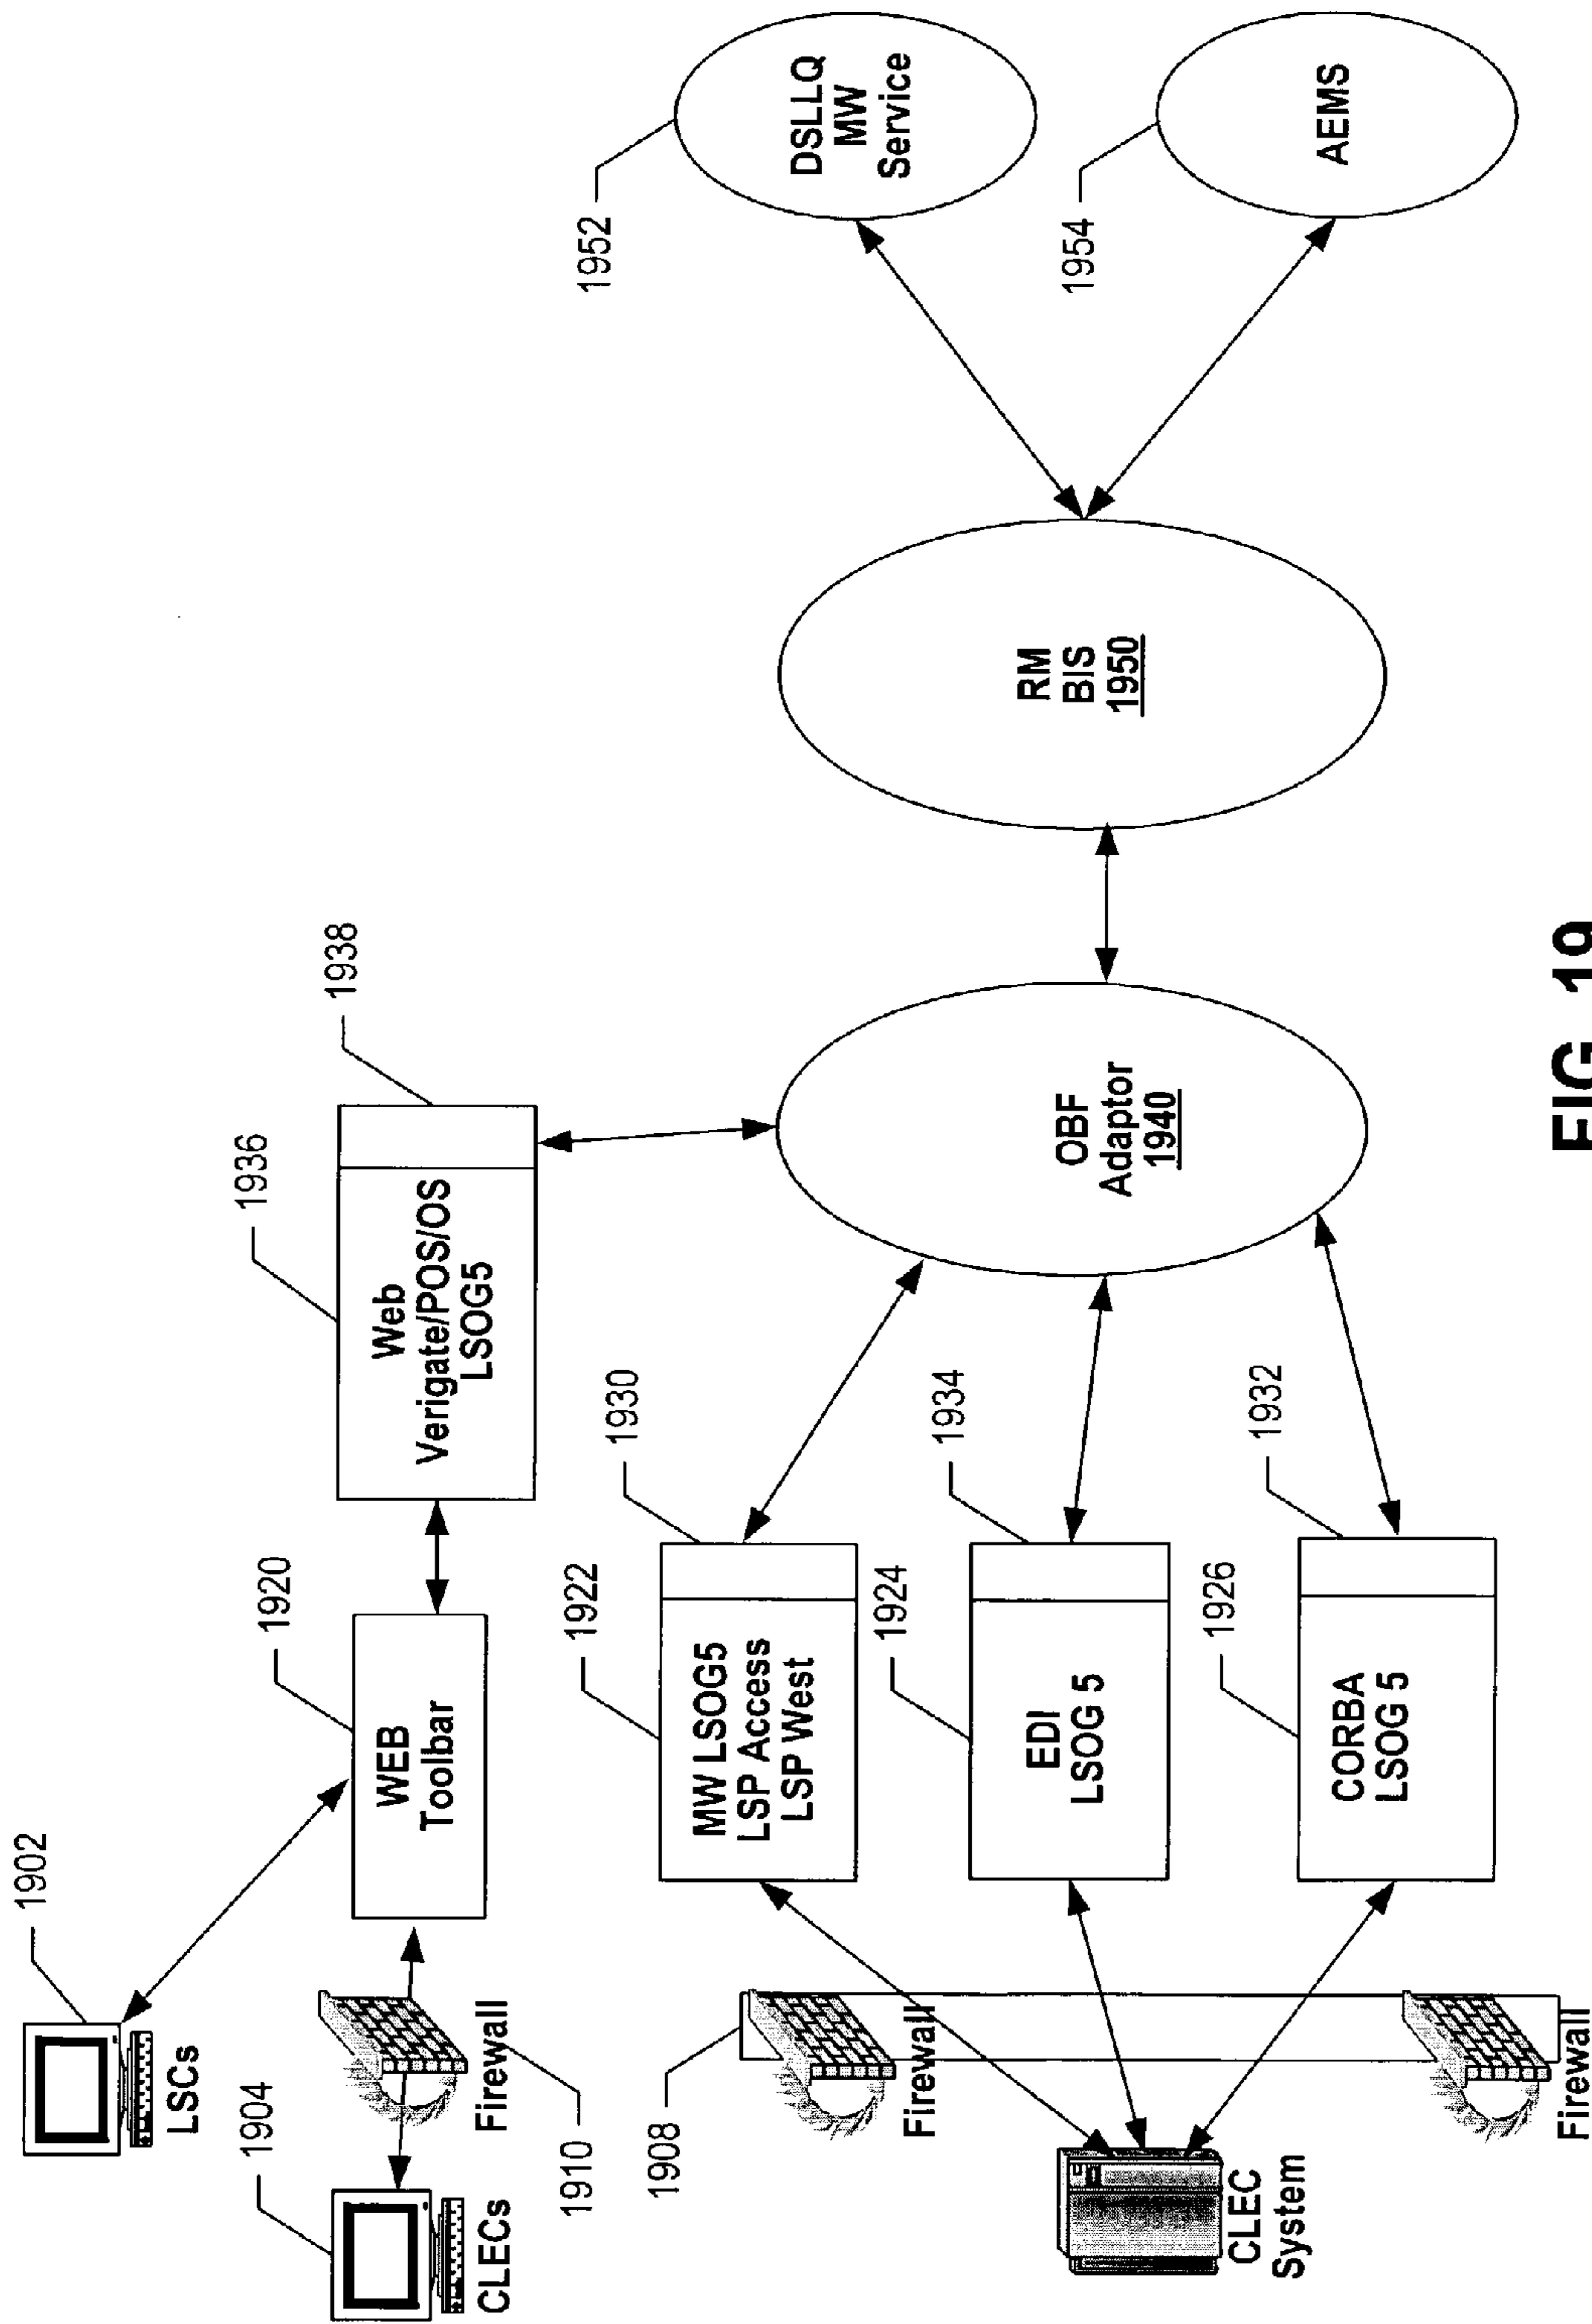 1902
LSCs
1904
CLECs
Firewall
1910
1920
WEB
Toolbar
1936
1938
Web
Verigate/POS/OS
LSOG5
1908
Firewall
Firewall
CLEC
System
1922
1930
MW LSOG5
LSP Access
LSP West
1924
1934
EDI
LSOG 5
1926
1932
CORBA
LSOG 5
OBF
Adaptor
1940
RM
BIS
1950
1952
DSLLQ
MW
Service
1954
AEMS
FIG 19